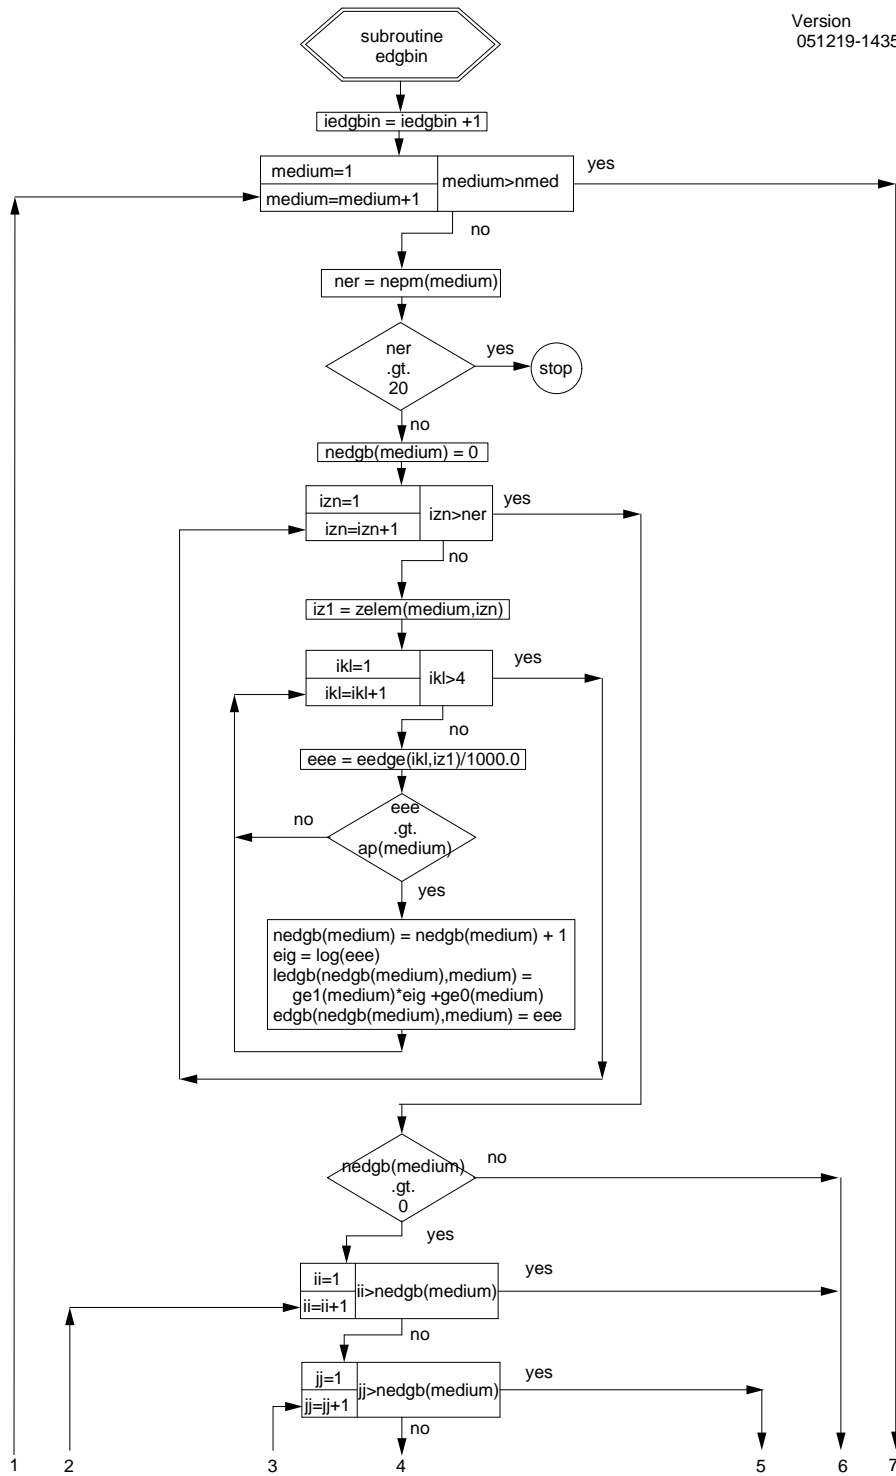 Version
051219-1435
subroutine
edgbin
iedgbin = iedgbin +1
medium=1
medium=medium+1
medium>nmed
yes
no
ner = nepm(medium)
ner
.gt.
20
yes
stop
no
nedgb(medium) = 0
izn=1
izn=izn+1
izn>ner
yes
no
iz1 = zelem(medium,izn)
ikl=1
ikl=ikl+1
ikl>4
yes
no
eee = eedge(ikl,iz1)/1000.0
eee
.gt.
ap(medium)
no
yes
nedgb(medium) = nedgb(medium) + 1
eig = log(eee)
ledgb(nedgb(medium),medium) =
ge1(medium)*eig +ge0(medium)
edgb(nedgb(medium),medium) = eee
nedgb(medium)
.gt.
0
no
yes
ii=1
ii=ii+1
ii>nedgb(medium)
yes
no
jj=1
jj=jj+1
jj>nedgb(medium)
yes
no
1 2 3 4 5 6 7